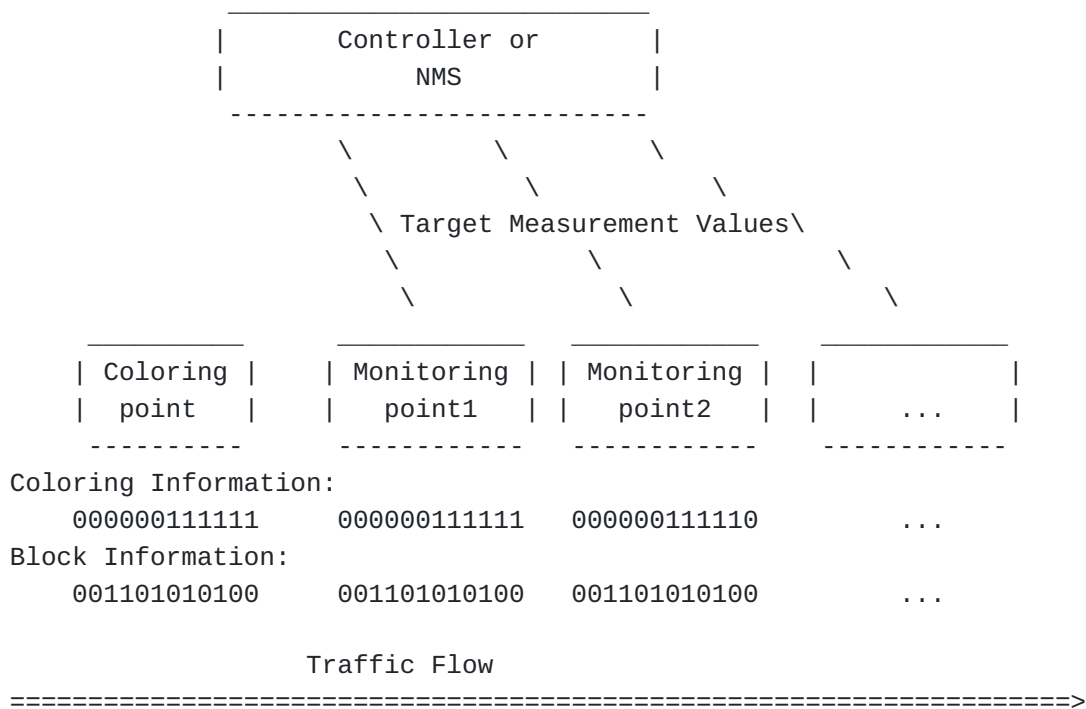 Controller or
NMS
Target Measurement Values
Coloring Monitoring Monitoring
point point1 point2 ...
Coloring Information:
000000111111 000000111111 000000111110 ...
Block Information:
001101010100 001101010100 001101010100 ...
Traffic Flow